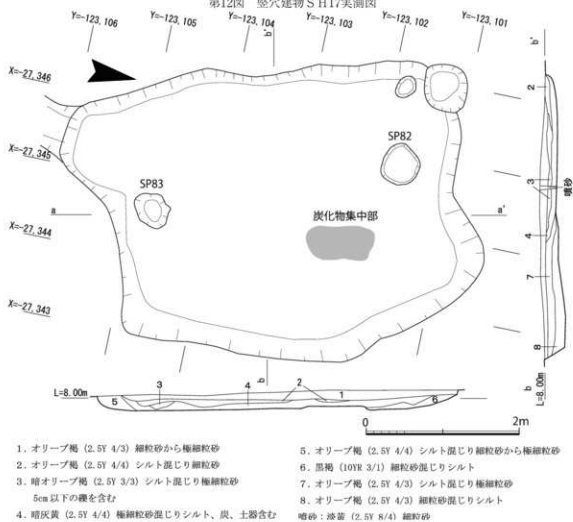 第12図 竪穴建物SH17実測図
Y=-123,106
Y=-123,105
Y=-123,104
Y=-123,103
Y=-123,102
Y=-123,101
b'
b'
X=-27,346
X=-27,345
X=-27,344
X=-27,343
2
SP82
SP83
3
噴砂
炭化物集中部
a
a'
4
7
8
b
b
L=8.00m
L=8.00m
5
3
4
2
1
6
0
2m
1. オリーブ褐 (2.5Y 4/3) 細粒砂から極細粒砂
2. オリーブ褐 (2.5Y 4/4) シルト混じり細粒砂
3. 暗オリーブ褐 (2.5Y 3/3) シルト混じり極細粒砂
5cm以下の礫を含む
4. 暗灰黄 (2.5Y 4/4) 極細粒砂混じりシルト、炭、土器含む
5. オリーブ褐 (2.5Y 4/4) シルト混じり細粒砂から極細粒砂
6. 黒褐 (10YR 3/1) 細粒砂混じりシルト
7. オリーブ褐 (2.5Y 4/3) シルト混じり極細粒砂
8. オリーブ褐 (2.5Y 4/3) 細粒砂混じりシルト
噴砂：淡黄 (2.5Y 8/4) 細粒砂